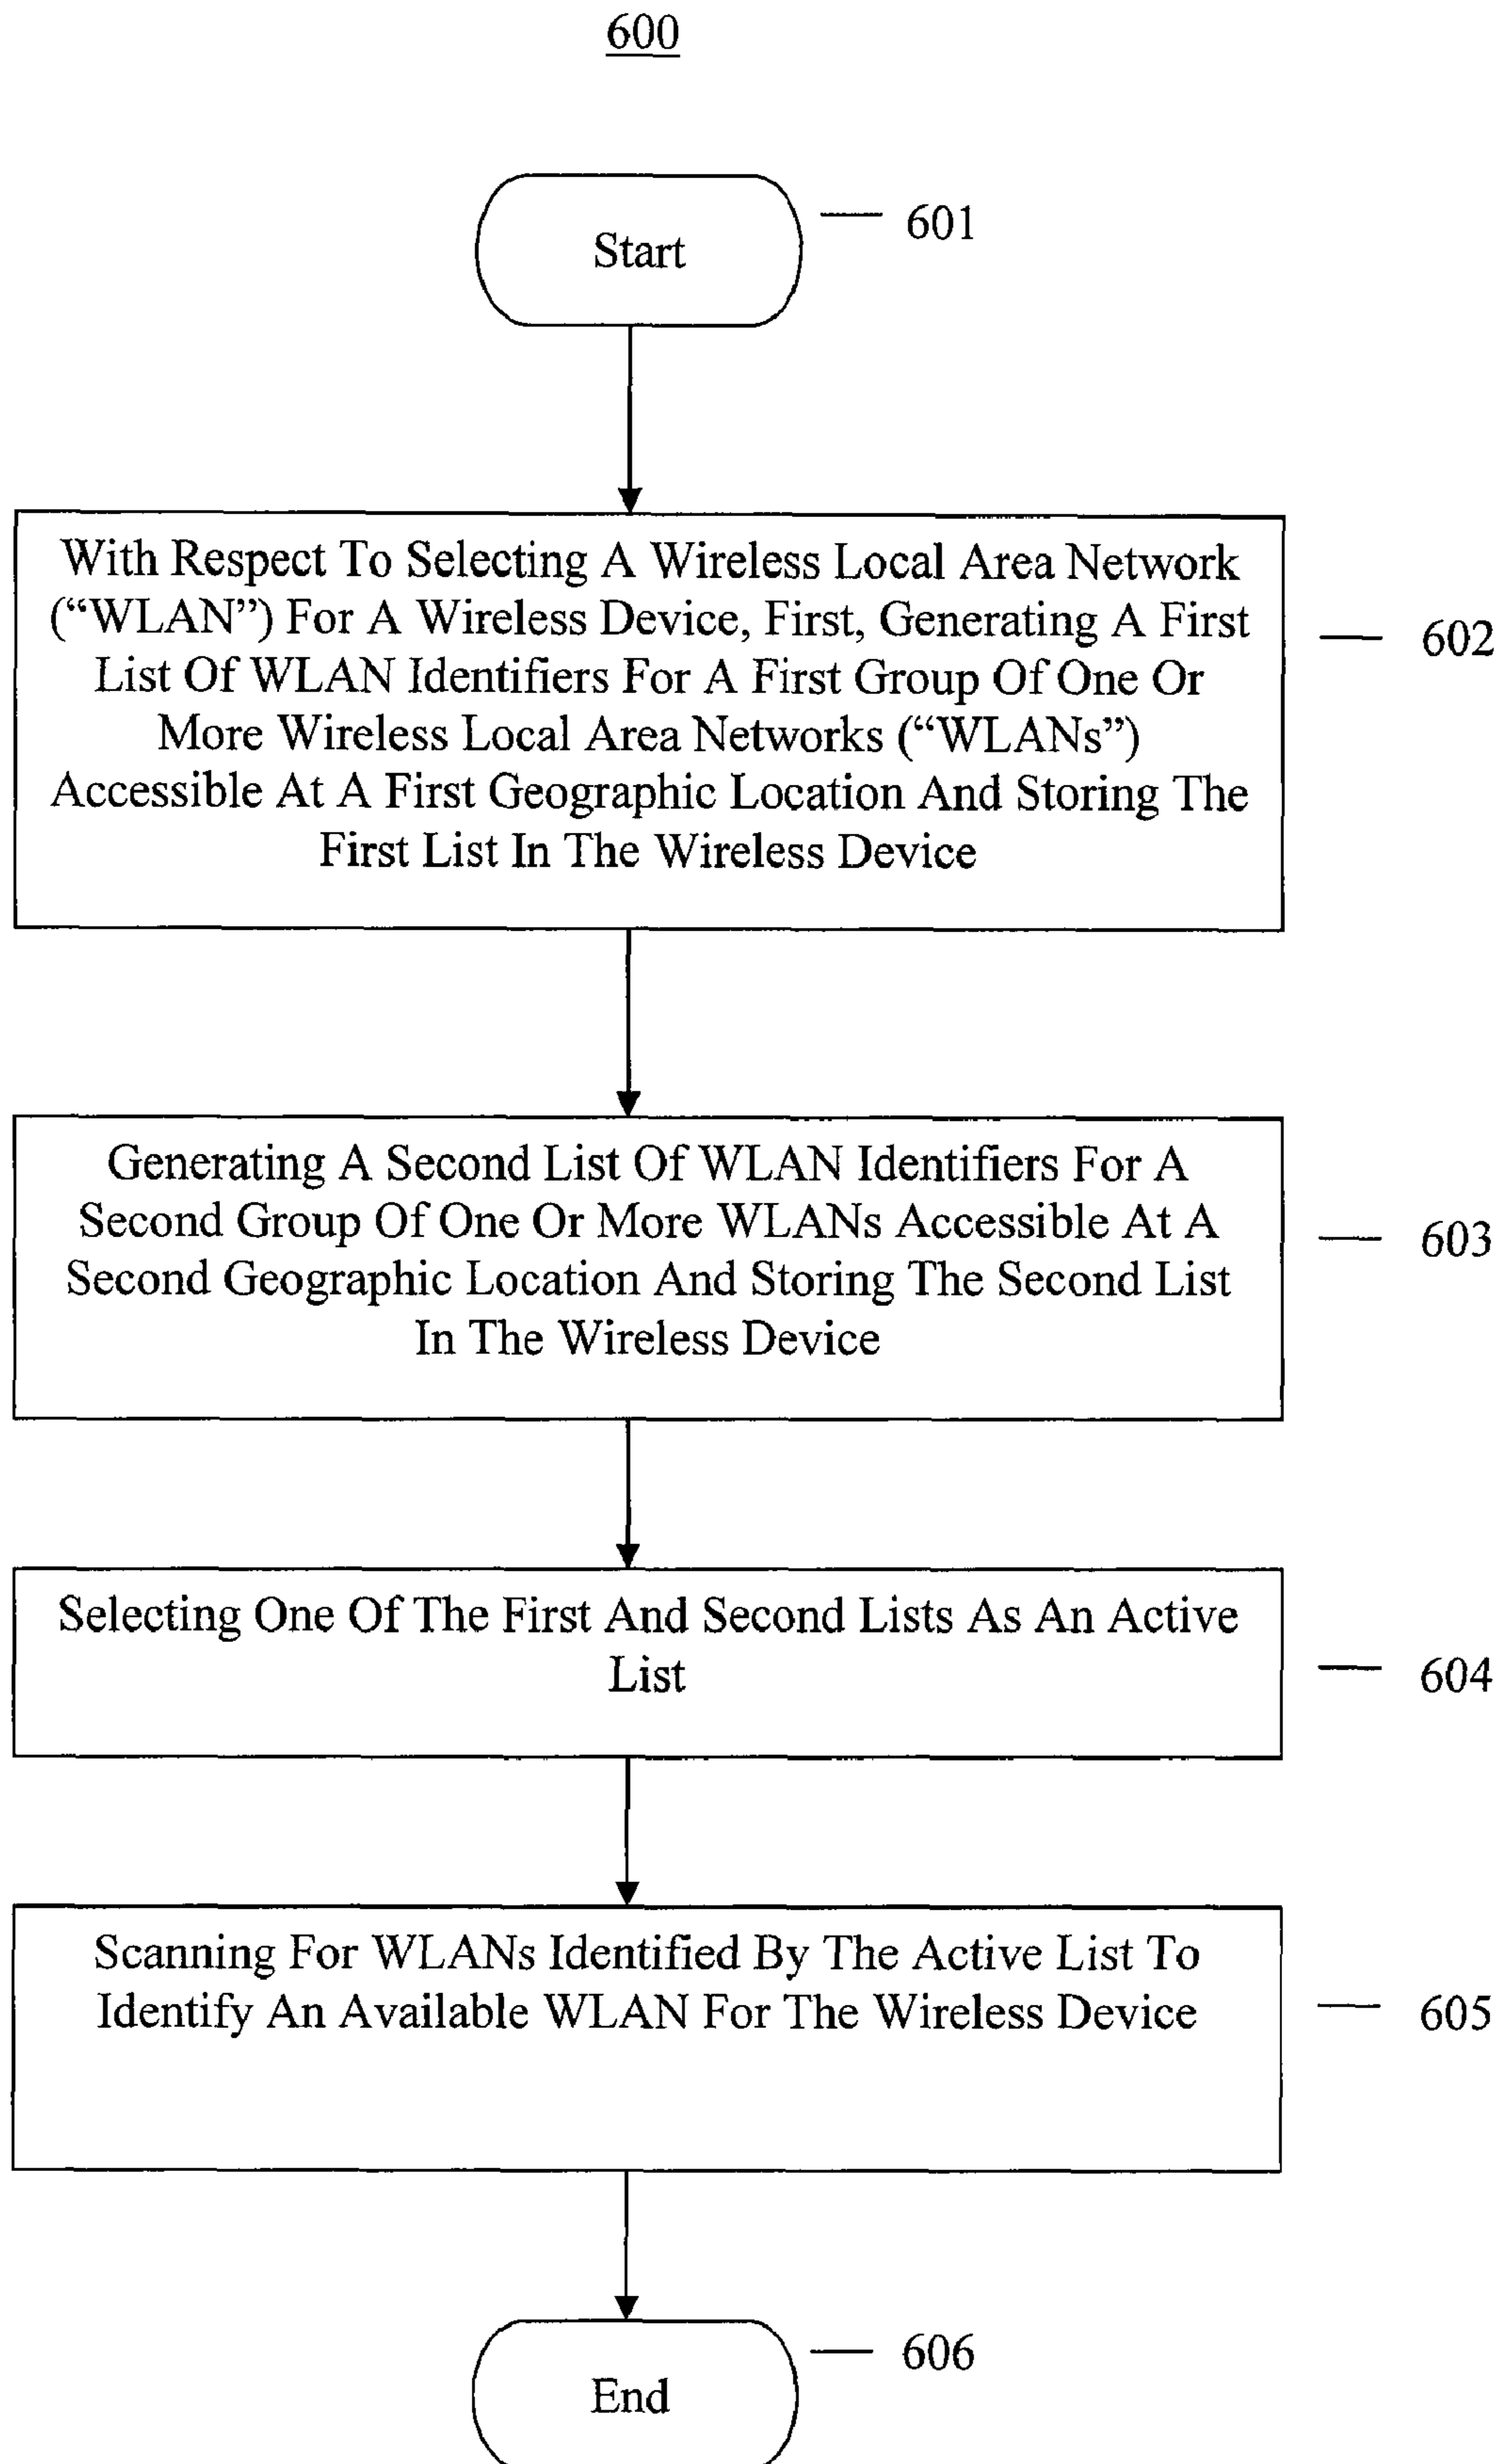 600
Start
601
With Respect To Selecting A Wireless Local Area Network
(“WLAN”) For A Wireless Device, First, Generating A First
List Of WLAN Identifiers For A First Group Of One Or
More Wireless Local Area Networks (“WLANs”)
Accessible At A First Geographic Location And Storing The
First List In The Wireless Device
602
Generating A Second List Of WLAN Identifiers For A
Second Group Of One Or More WLANs Accessible At A
Second Geographic Location And Storing The Second List
In The Wireless Device
603
Selecting One Of The First And Second Lists As An Active
List
604
Scanning For WLANs Identified By The Active List To
Identify An Available WLAN For The Wireless Device
605
End
606